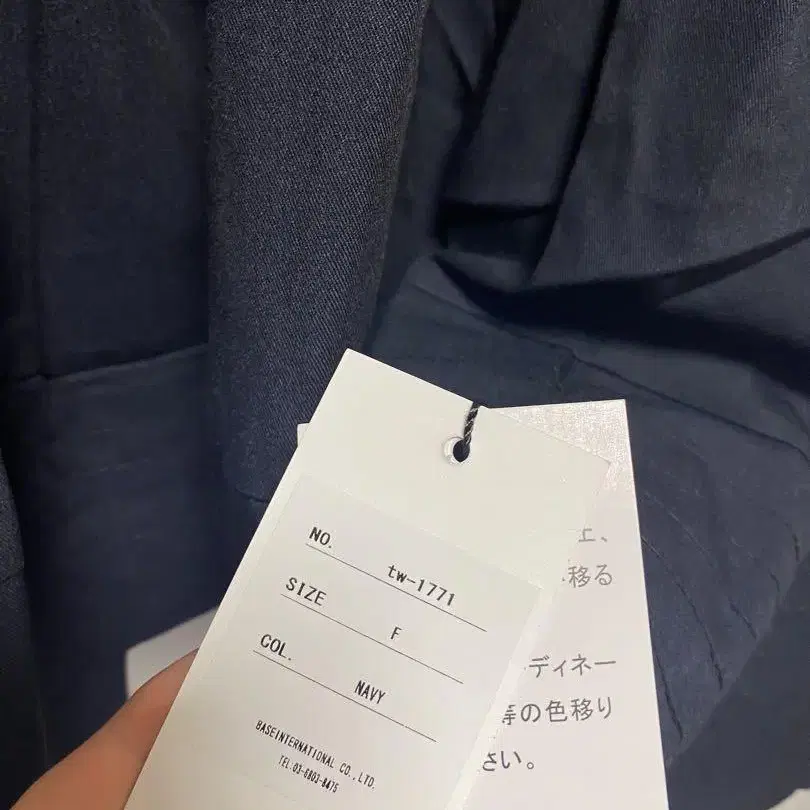 NO. tw-1771
SIZE F
COL. NAVY
BASEINTERNATIONAL CO.,LTD.
TEL:03-6803-8475
上、
移る
ディネー
等の色移り
さい。